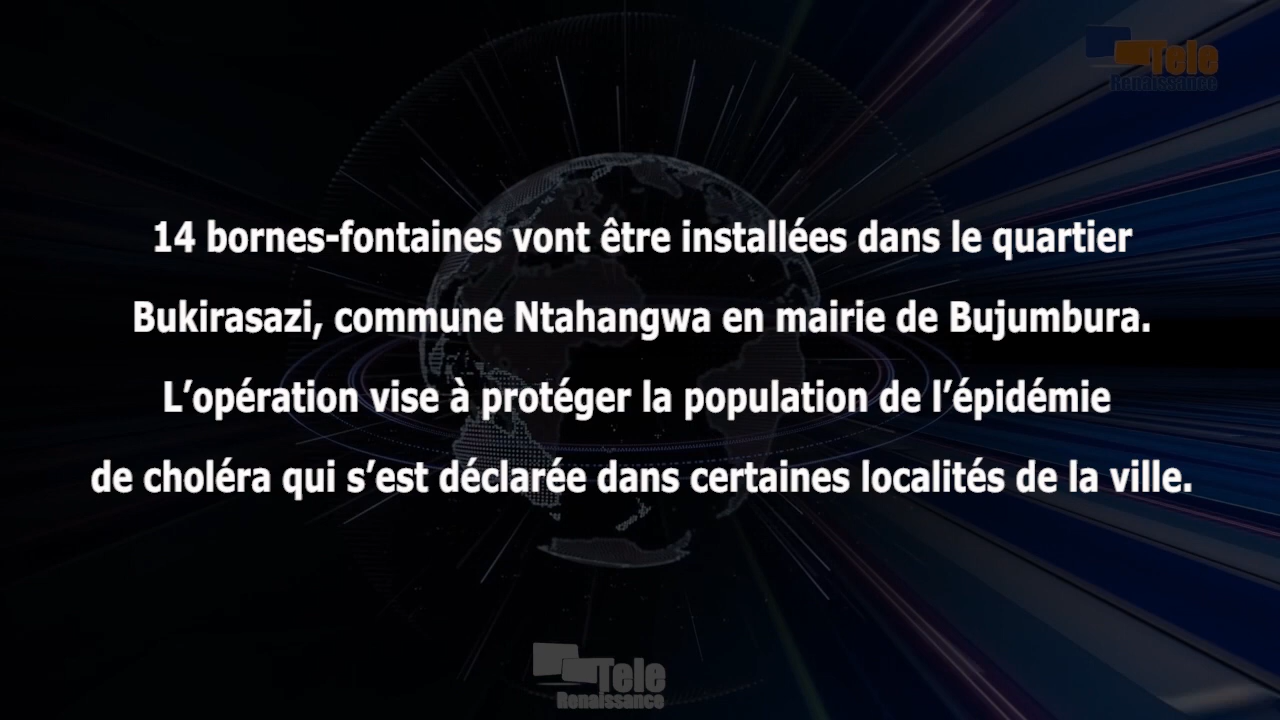 Tele
Renaissance
14 bornes-fontaines vont être installées dans le quartier
Bukirasazi, commune Ntahangwa en mairie de Bujumbura.
L’opération vise à protéger la population de l’épidémie
de choléra qui s’est déclarée dans certaines localités de la ville.
Tele
Renaissance